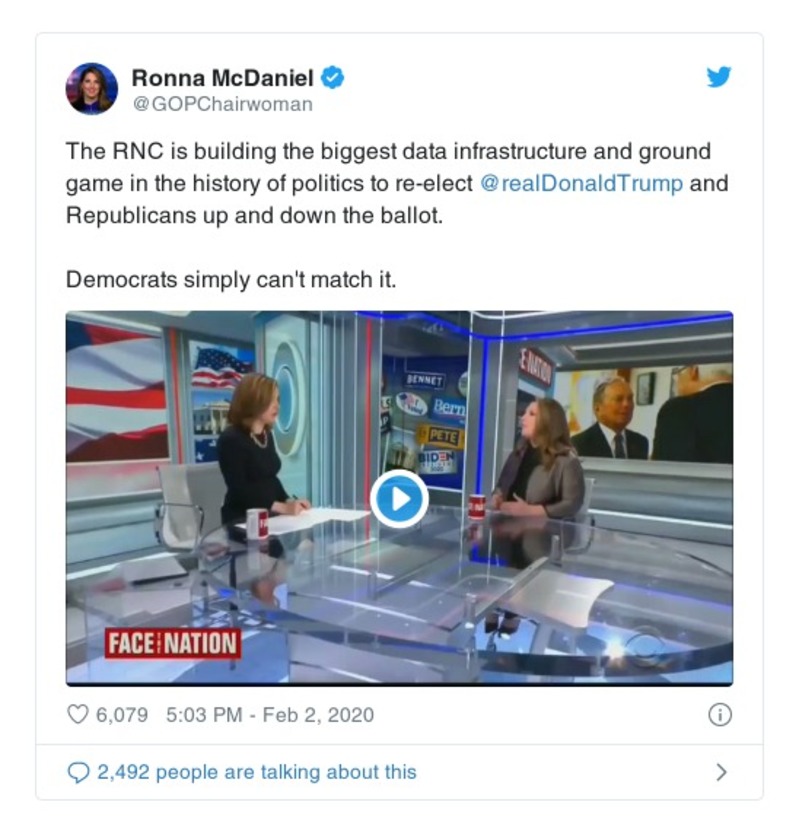 Ronna McDaniel
@GOPChairwoman
The RNC is building the biggest data infrastructure and ground
game in the history of politics to re-elect @realDonaldTrump and
Republicans up and down the ballot.
Democrats simply can't match it.
BENNET
Bern
PETE
BIDEN
FACE THE NATION
6,079 5:03 PM - Feb 2, 2020
2,492 people are talking about this